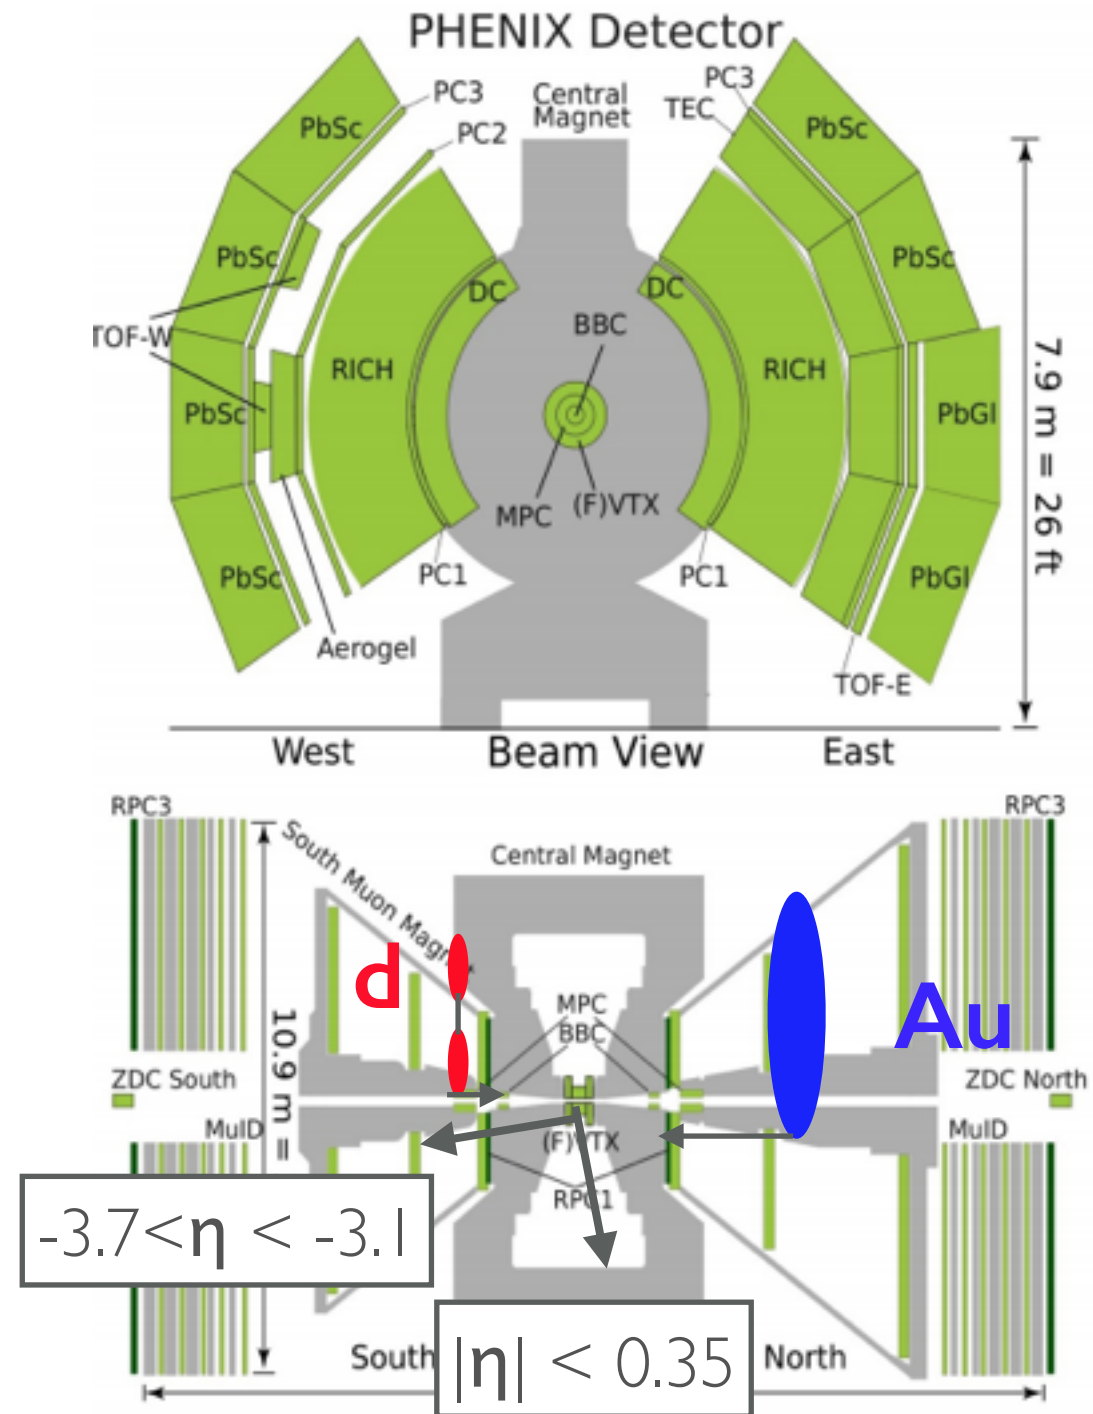 PHENIX Detector
PC3
Central
Magnet
PC3
TEC
PC2
PbSc
PbSc
PbSc
PbSc
DC
DC
BBC
TOF-W
RICH
RICH
PbSc
PbGl
7.9 m = 26 ft
MPC
(F)VTX
PC1
PC1
PbSc
PbGl
Aerogel
TOF-E
West
Beam View
East
RPC3
RPC3
South Muon Magn
Central Magnet
d
MPC
BBC
Au
10.9 m =
ZDC South
ZDC North
MuID
(F)VTX
MuID
RPC1
-3.7<η < -3.1
|η| < 0.35
South
North